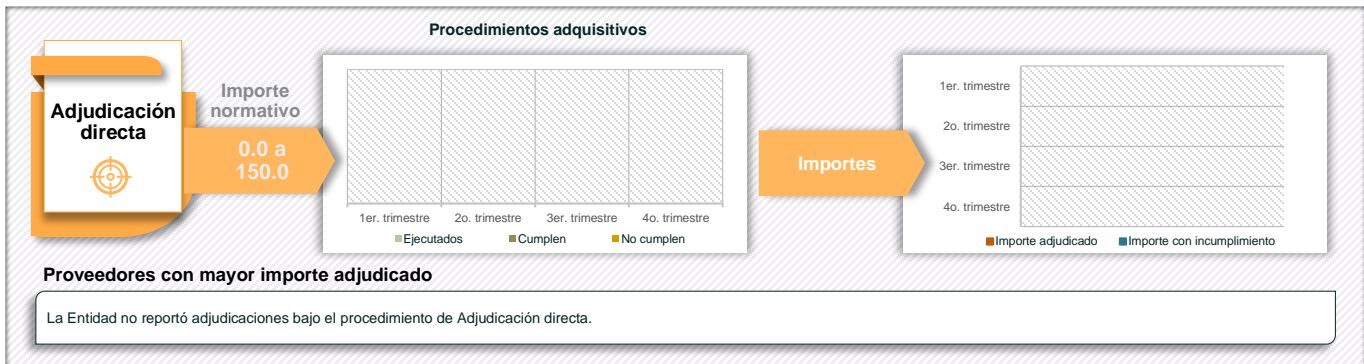 Procedimientos adquisitivos
Adjudicación
directa
Importe
normativo
0.0 a
150.0
1er. trimestre
2o. trimestre
3er. trimestre
4o. trimestre
Ejecutados
Cumplen
No cumplen
Importes
1er. trimestre
2o. trimestre
3er. trimestre
4o. trimestre
Importe adjudicado
Importe con incumplimiento
Proveedores con mayor importe adjudicado
La Entidad no reportó adjudicaciones bajo el procedimiento de Adjudicación directa.